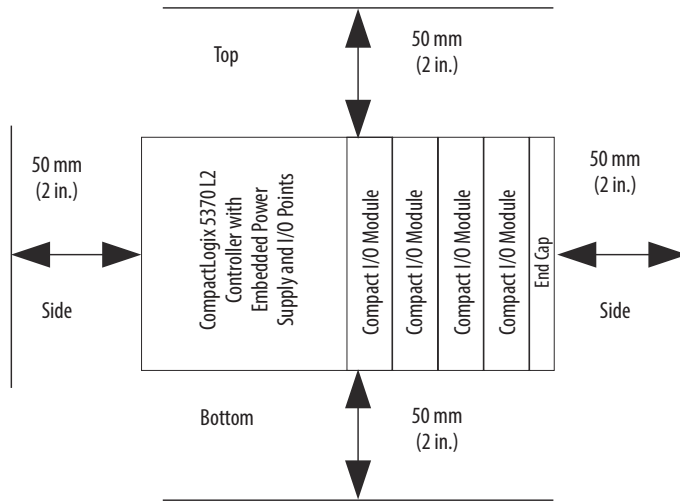 Top
50 mm
(2 in.)
50 mm
(2 in.)
Side
CompactLogix 5370 L2
Controller with
Embedded Power
Supply and I/O Points
Compact I/O Module
Compact I/O Module
Compact I/O Module
Compact I/O Module
End Cap
50 mm
(2 in.)
Side
Bottom
50 mm
(2 in.)